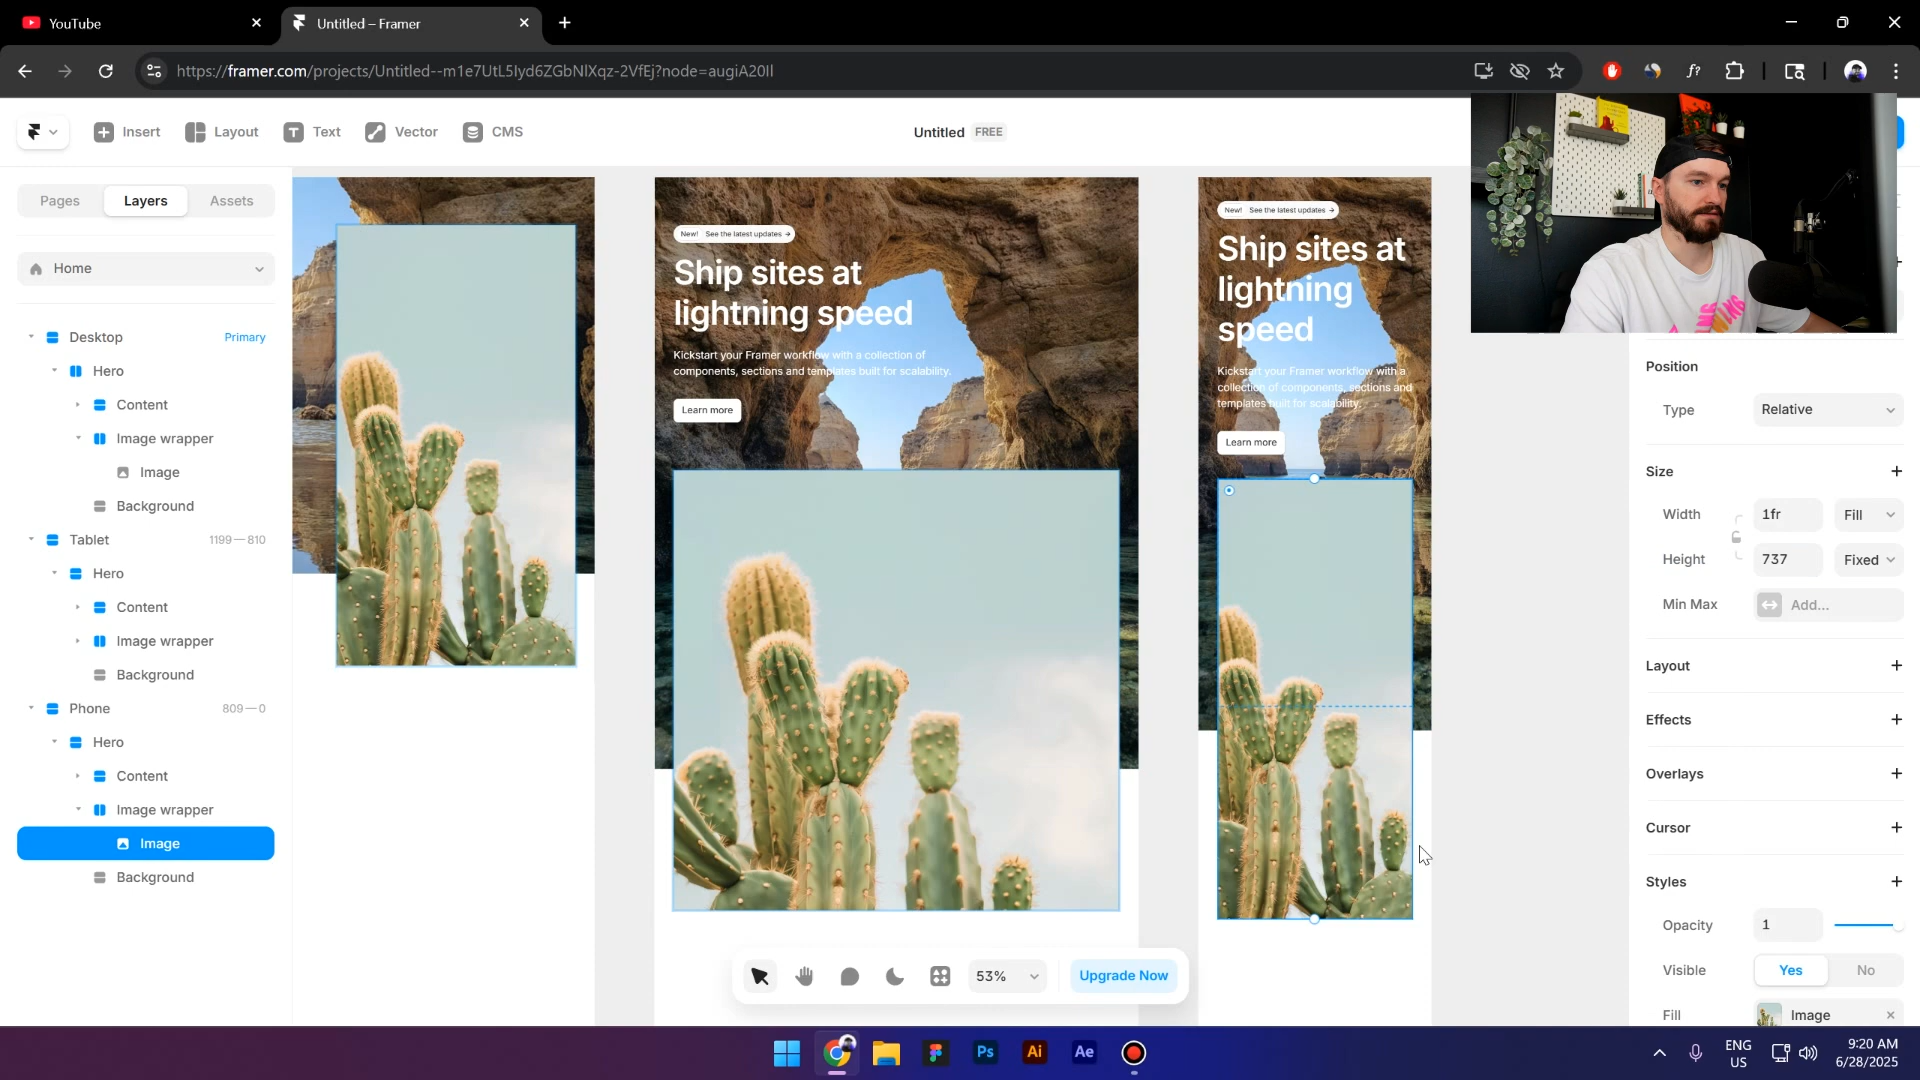 YouTube
Untitled – Framer
https://framer.com/projects/Untitled--m1e7UtL5Iyd6ZGbNlXqz-2VfEj?node=augiA20Il
Insert
Layout
Text
Vector
CMS
Untitled FREE
Pages
Layers
Assets
Home
Desktop
Primary
Hero
Content
Image wrapper
Image
Background
Tablet
1199—810
Hero
Content
Image wrapper
Background
Phone
809—0
Hero
Content
Image wrapper
Image
Background
New! See the latest updates →
Ship sites at
lightning speed
Kickstart your Framer workflow with a collection of
components, sections and templates built for scalability.
Learn more
New! See the latest updates →
Ship sites at
lightning
speed
Kickstart your Framer workflow with a
collection of components, sections and
templates built for scalability.
Learn more
53%
Upgrade Now
Position
Type
Relative
Size
Width
1fr
Fill
Height
737
Fixed
Min Max
Add...
Layout
Effects
Overlays
Cursor
Styles
Opacity
1
Visible
Yes
No
Fill
Image
f?
Ps
Ai
Ae
ENG
US
9:20 AM
6/28/2025